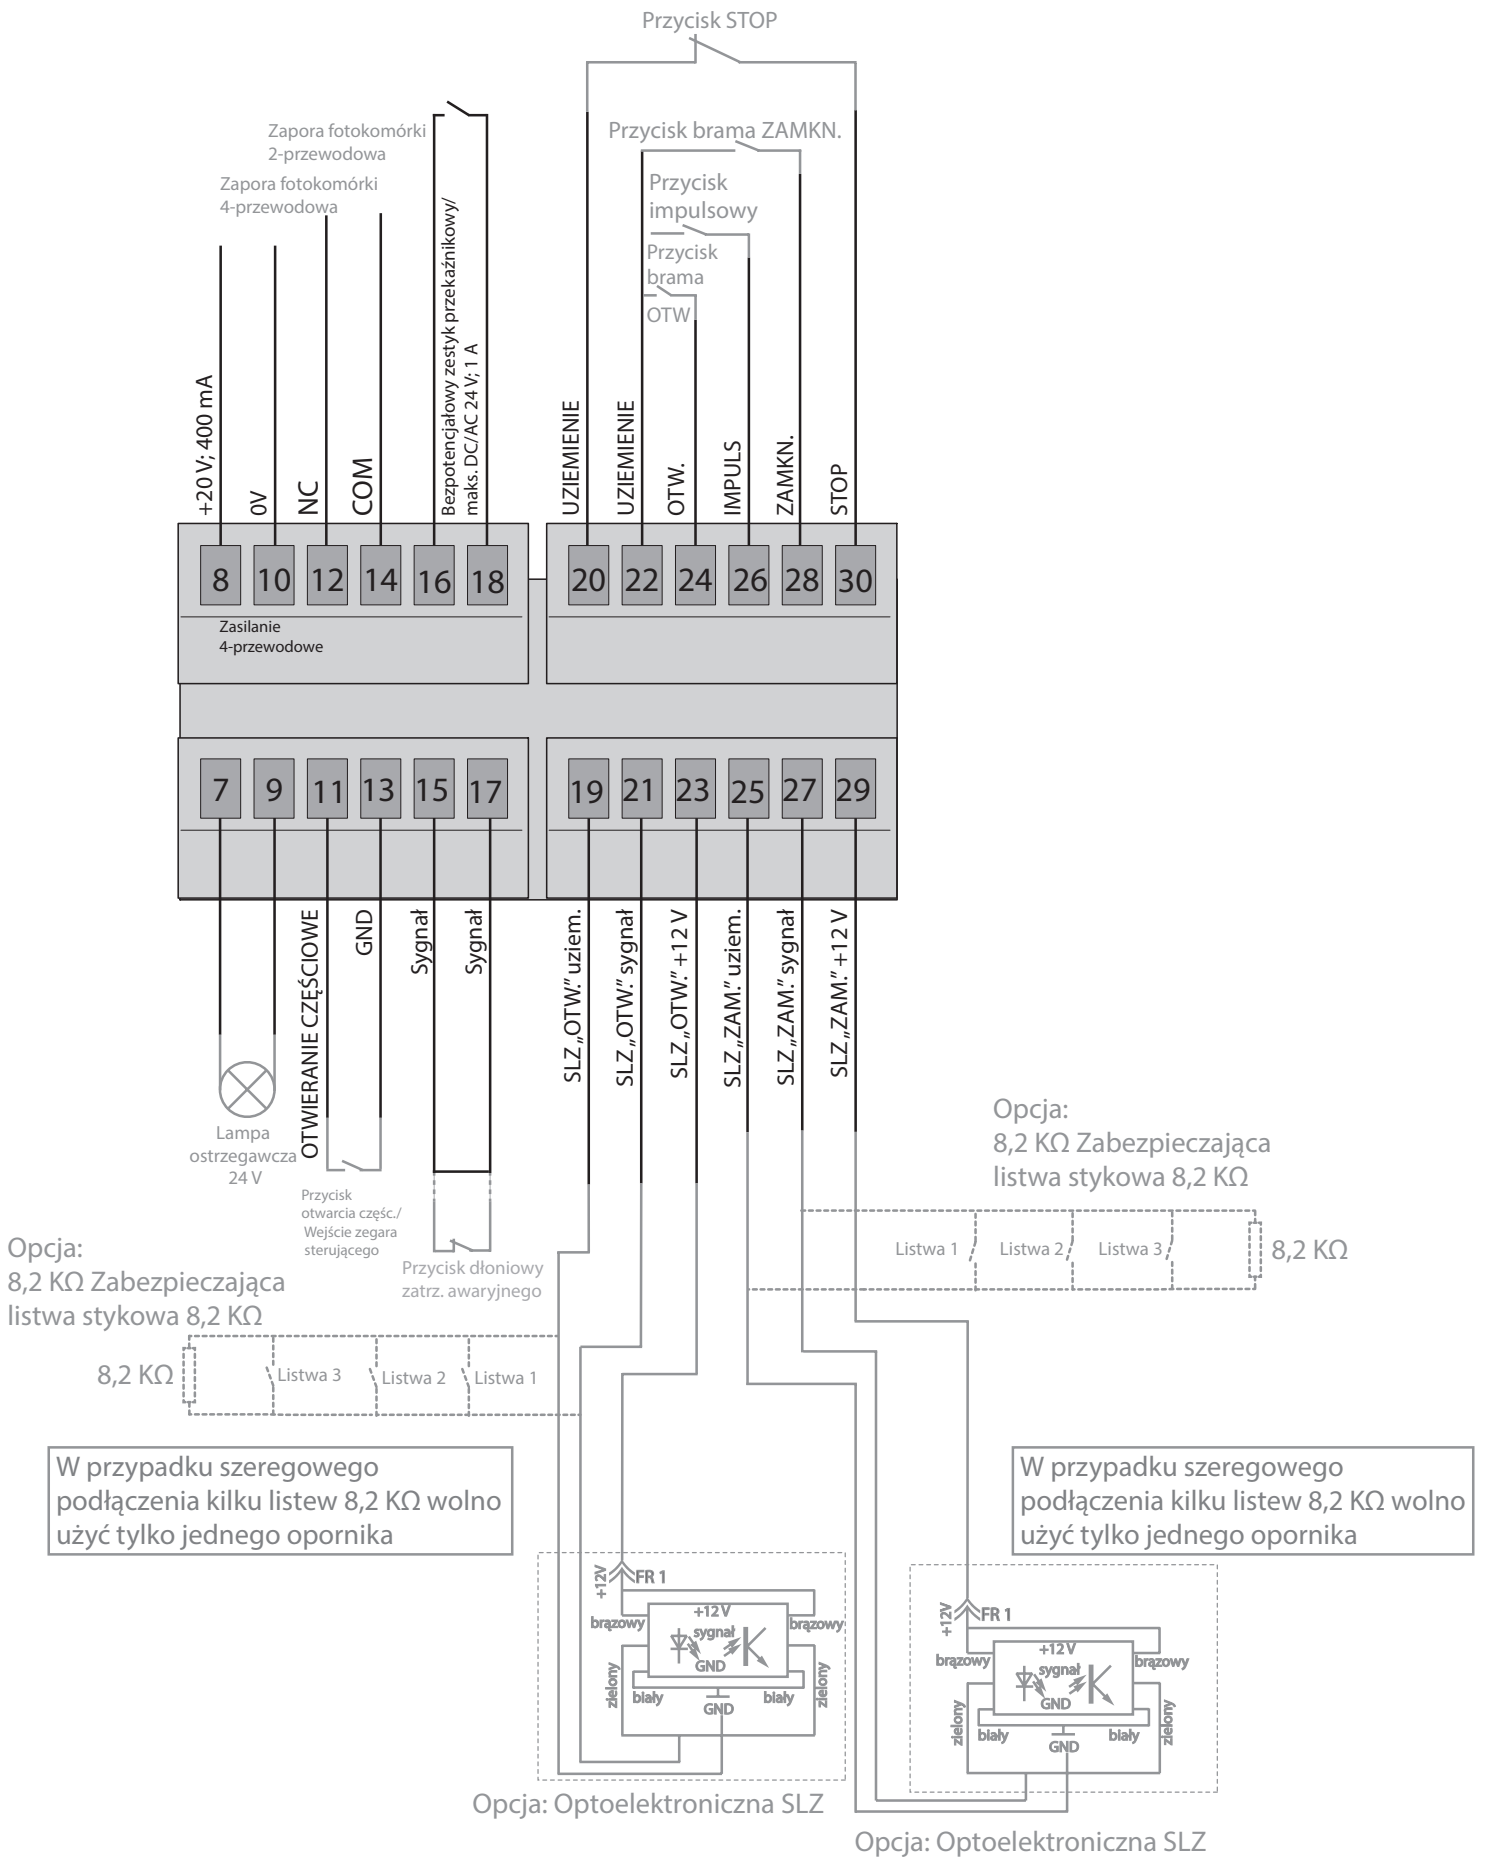 Przycisk STOP
Zapora fotokomórki
2-przewodowa
Przycisk brama ZAMKN.
Zapora fotokomórki
4-przewodowa
Przycisk
impulsowy
Przycisk
brama
OTW
+20 V; 400 mA
0V
NC
COM
Bezpotencjałowy zestyk przekaźnikowy/
maks. DC/AC 24 V; 1 A
UZIEMIENIE
UZIEMIENIE
OTW.
IMPULS
ZAMKN.
STOP
8
10
12
14
16
18
20
22
24
26
28
30
Zasilanie
4-przewodowe
7
9
11
13
15
17
19
21
23
25
27
29
OTWIERANIE CZĘŚCIOWE
GND
Sygnał
Sygnał
SLZ „OTW.” uziem.
SLZ „OTW.” sygnał
SLZ „OTW.” +12 V
SLZ „ZAM.” uziem.
SLZ „ZAM.” sygnał
SLZ „ZAM.” +12 V
Lampa
ostrzegawcza
24 V
Przycisk
otwarcia częśc./
Wejście zegara
sterującego
Przycisk dłoniowy
zatrz. awaryjnego
Opcja:
8,2 KΩ Zabezpieczająca
listwa stykowa 8,2 KΩ
Listwa 1
Listwa 2
Listwa 3
8,2 KΩ
Opcja:
8,2 KΩ Zabezpieczająca
listwa stykowa 8,2 KΩ
8,2 KΩ
Listwa 3
Listwa 2
Listwa 1
W przypadku szeregowego
podłączenia kilku listew 8,2 KΩ wolno
użyć tylko jednego opornika
W przypadku szeregowego
podłączenia kilku listew 8,2 KΩ wolno
użyć tylko jednego opornika
+12V
FR 1
+12 V
brązowy
sygnał
brązowy
GND
zielony
biały
biały
zielony
GND
Opcja: Optoelektroniczna SLZ
+12V
FR 1
+12 V
brązowy
sygnał
brązowy
GND
zielony
biały
biały
zielony
GND
Opcja: Optoelektroniczna SLZ